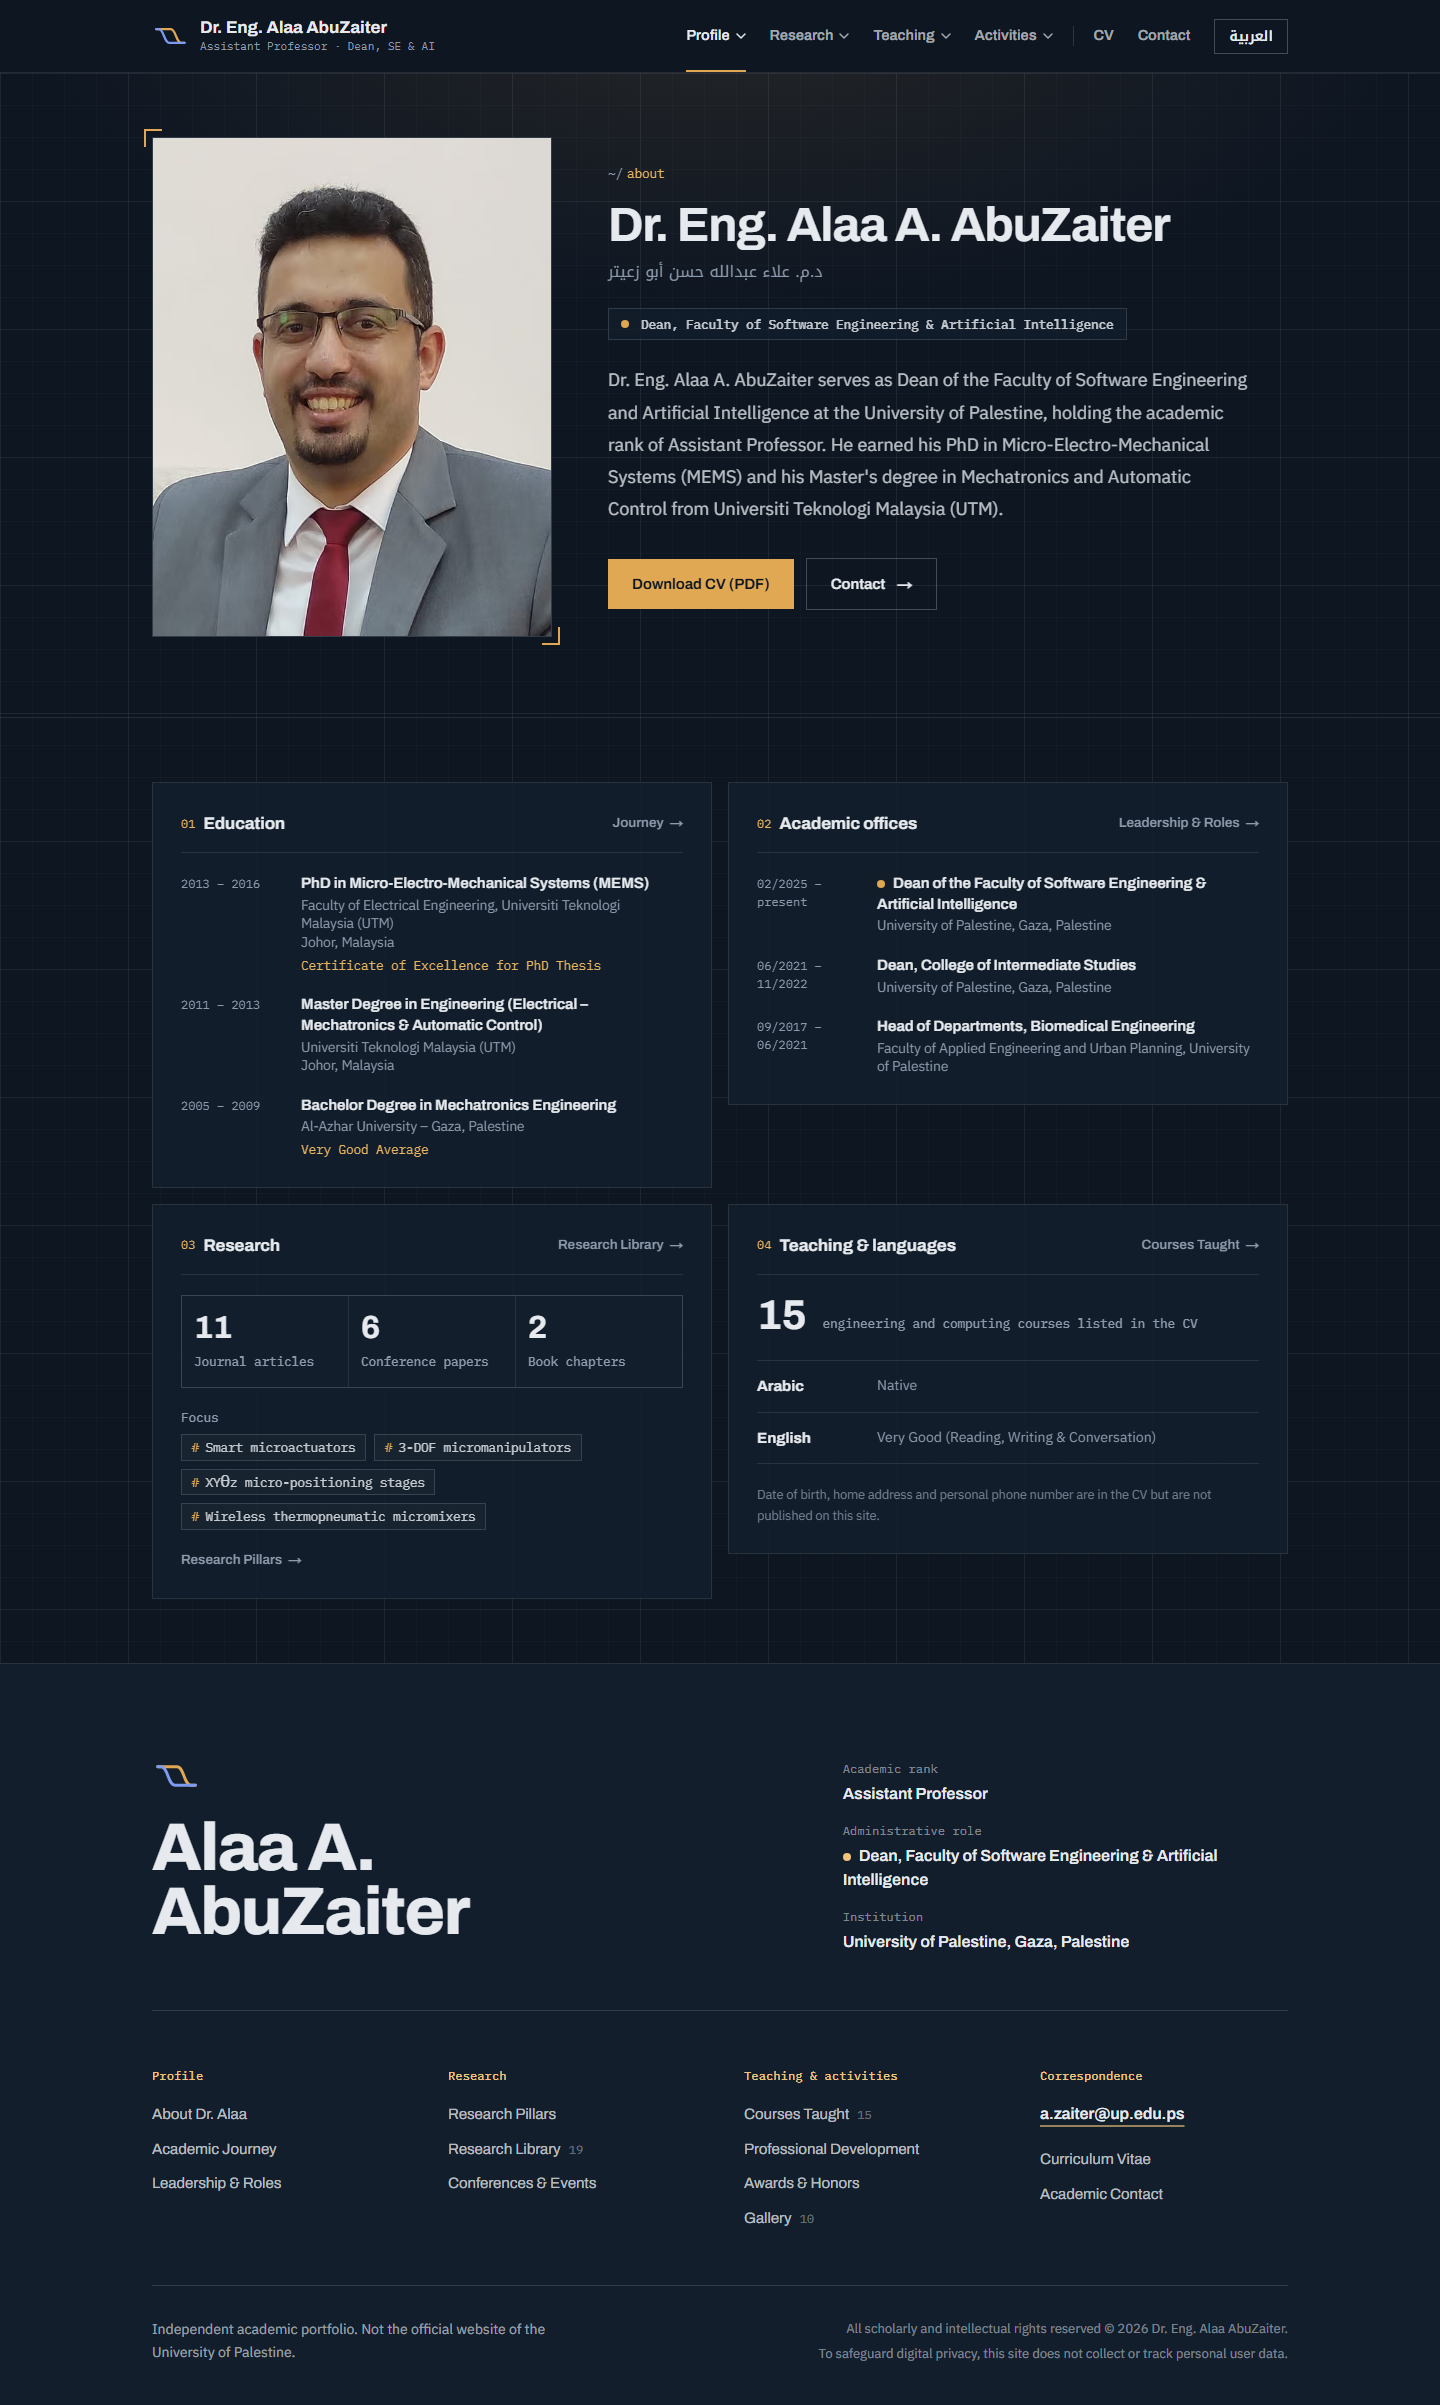 Dr. Eng. Alaa AbuZaiter
Assistant Professor · Dean, SE & AI
Profile
Research
Teaching
Activities
CV
Contact
العربية
~/ about
Dr. Eng. Alaa A. AbuZaiter
د.م. علاء عبدالله حسن أبو زعيتر
Dean, Faculty of Software Engineering & Artificial Intelligence
Dr. Eng. Alaa A. AbuZaiter serves as Dean of the Faculty of Software Engineering
and Artificial Intelligence at the University of Palestine, holding the academic
rank of Assistant Professor. He earned his PhD in Micro-Electro-Mechanical
Systems (MEMS) and his Master's degree in Mechatronics and Automatic
Control from Universiti Teknologi Malaysia (UTM).
Download CV (PDF)
Contact →
01 Education
Journey →
2013 – 2016
PhD in Micro-Electro-Mechanical Systems (MEMS)
Faculty of Electrical Engineering, Universiti Teknologi
Malaysia (UTM)
Johor, Malaysia
Certificate of Excellence for PhD Thesis
2011 – 2013
Master Degree in Engineering (Electrical –
Mechatronics & Automatic Control)
Universiti Teknologi Malaysia (UTM)
Johor, Malaysia
2005 – 2009
Bachelor Degree in Mechatronics Engineering
Al-Azhar University – Gaza, Palestine
Very Good Average
02 Academic offices
Leadership & Roles →
02/2025 –
present
Dean of the Faculty of Software Engineering &
Artificial Intelligence
University of Palestine, Gaza, Palestine
06/2021 –
11/2022
Dean, College of Intermediate Studies
University of Palestine, Gaza, Palestine
09/2017 –
06/2021
Head of Departments, Biomedical Engineering
Faculty of Applied Engineering and Urban Planning, University
of Palestine
03 Research
Research Library →
11
Journal articles
6
Conference papers
2
Book chapters
Focus
# Smart microactuators
# 3-DOF micromanipulators
# XYθz micro-positioning stages
# Wireless thermopneumatic micromixers
Research Pillars →
04 Teaching & languages
Courses Taught →
15 engineering and computing courses listed in the CV
Arabic
Native
English
Very Good (Reading, Writing & Conversation)
Date of birth, home address and personal phone number are in the CV but are not
published on this site.
Alaa A.
AbuZaiter
Academic rank
Assistant Professor
Administrative role
Dean, Faculty of Software Engineering & Artificial
Intelligence
Institution
University of Palestine, Gaza, Palestine
Profile
About Dr. Alaa
Academic Journey
Leadership & Roles
Research
Research Pillars
Research Library 19
Conferences & Events
Teaching & activities
Courses Taught 15
Professional Development
Awards & Honors
Gallery 10
Correspondence
a.zaiter@up.edu.ps
Curriculum Vitae
Academic Contact
Independent academic portfolio. Not the official website of the
University of Palestine.
All scholarly and intellectual rights reserved © 2026 Dr. Eng. Alaa AbuZaiter.
To safeguard digital privacy, this site does not collect or track personal user data.